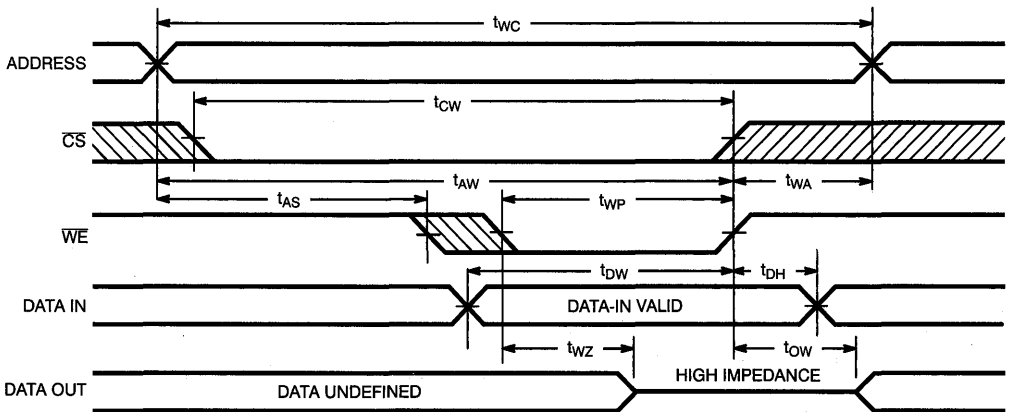 tWC
ADDRESS
tCW
CS
tAW
tWA
tAS
tWP
WE
tDW
tDH
DATA IN
DATA-IN VALID
tWZ
tOW
HIGH IMPEDANCE
DATA OUT
DATA UNDEFINED